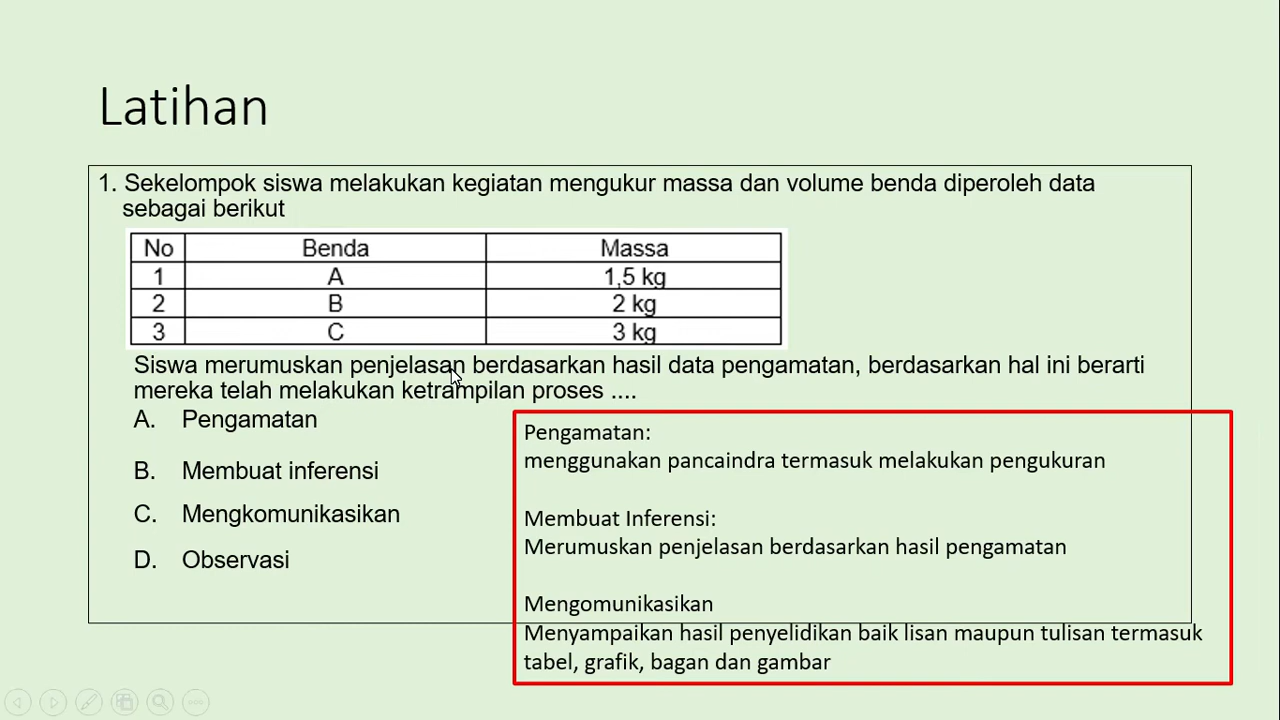 Latihan
1. Sekelompok siswa melakukan kegiatan mengukur massa dan volume benda diperoleh data
sebagai berikut
No Benda Massa
1 A 1,5 kg
2 B 2 kg
3 C 3 kg
Siswa merumuskan penjelasan berdasarkan hasil data pengamatan, berdasarkan hal ini berarti
mereka telah melakukan ketrampilan proses ....
A. Pengamatan
B. Membuat inferensi
C. Mengkomunikasikan
D. Observasi
Pengamatan:
menggunakan pancaindra termasuk melakukan pengukuran
Membuat Inferensi:
Merumuskan penjelasan berdasarkan hasil pengamatan
Mengomunikasikan
Menyampaikan hasil penyelidikan baik lisan maupun tulisan termasuk
tabel, grafik, bagan dan gambar